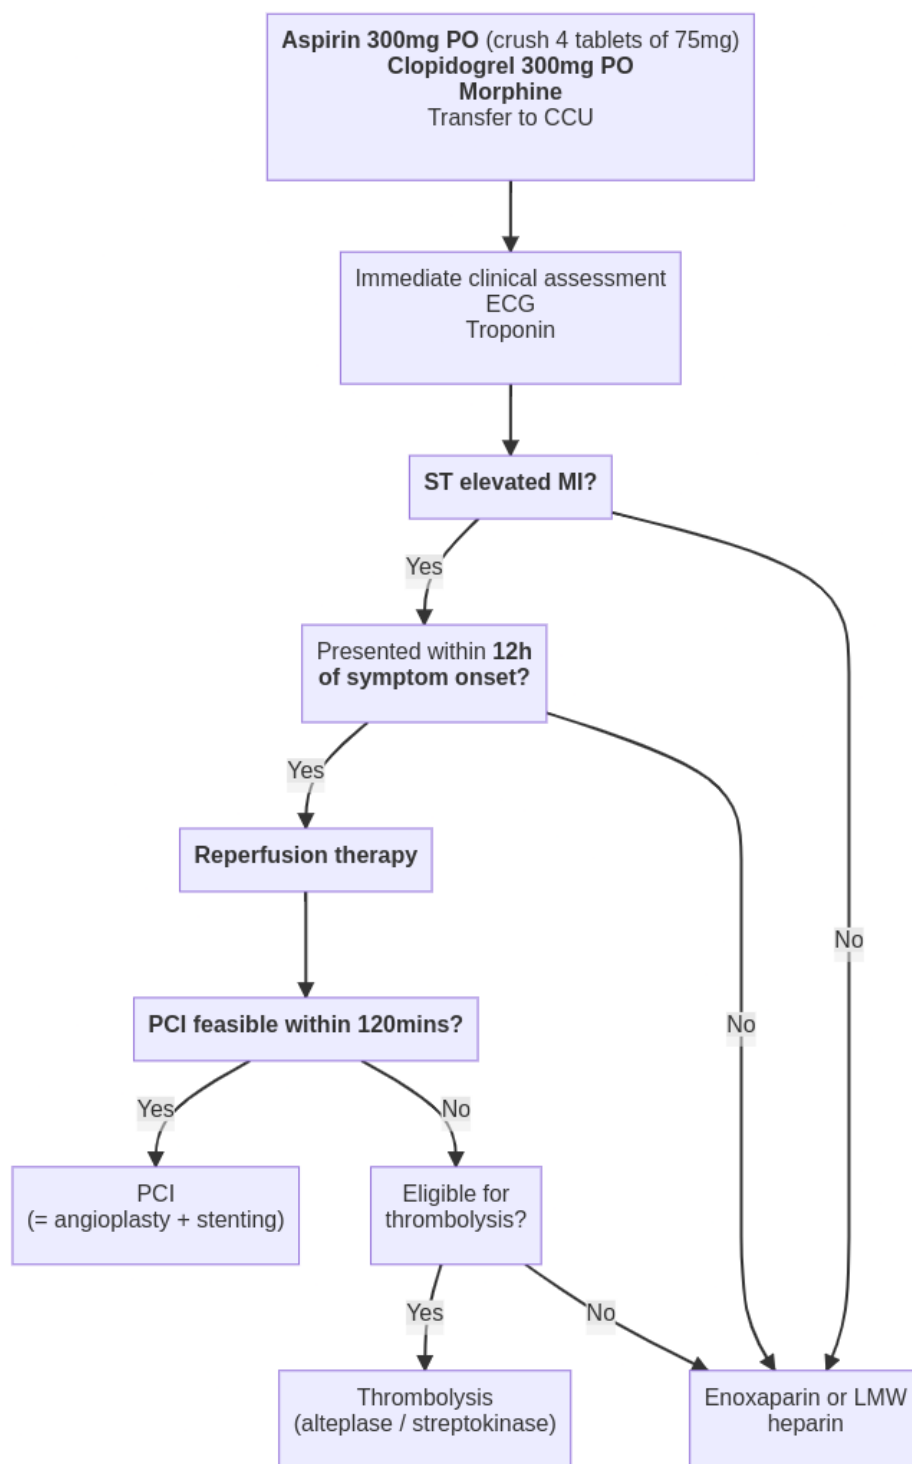 Aspirin 300mg PO (crush 4 tablets of 75mg)
Clopidogrel 300mg PO
Morphine
Transfer to CCU
Immediate clinical assessment
ECG
Troponin
ST elevated MI?
Yes
Presented within 12h
of symptom onset?
Yes
Reperfusion therapy
No
PCI feasible within 120mins?
No
Yes
No
PCI
(= angioplasty + stenting)
Eligible for
thrombolysis?
Yes
No
Thrombolysis
(alteplase / streptokinase)
Enoxaparin or LMW
heparin